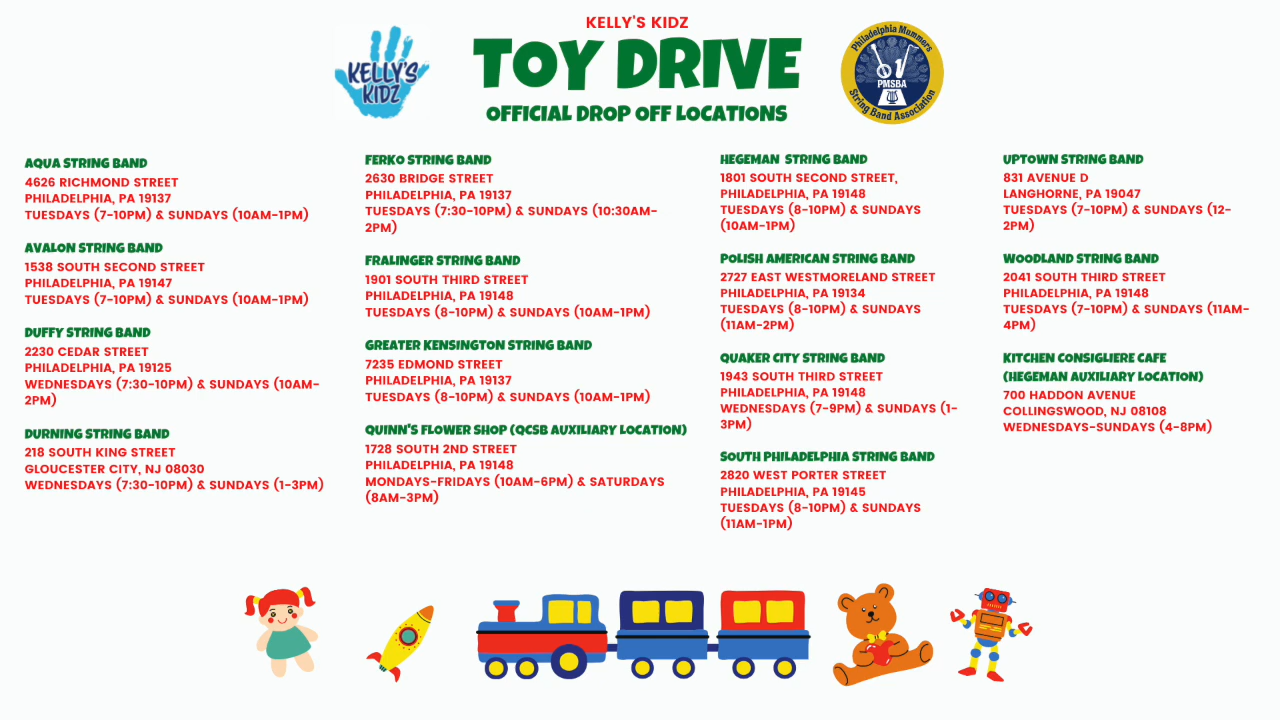 KELLY'S KIDZ
TOY DRIVE
OFFICIAL DROP OFF LOCATIONS
KELLY'S
KIDZ
Philadelphia Mummers
PMSBA
String Band Association
AQUA STRING BAND
4626 RICHMOND STREET
PHILADELPHIA, PA 19137
TUESDAYS (7-10PM) & SUNDAYS (10AM-1PM)
AVALON STRING BAND
1538 SOUTH SECOND STREET
PHILADELPHIA, PA 19147
TUESDAYS (7-10PM) & SUNDAYS (10AM-1PM)
DUFFY STRING BAND
2230 CEDAR STREET
PHILADELPHIA, PA 19125
WEDNESDAYS (7:30-10PM) & SUNDAYS (10AM-
2PM)
DURNING STRING BAND
218 SOUTH KING STREET
GLOUCESTER CITY, NJ 08030
WEDNESDAYS (7:30-10PM) & SUNDAYS (1-3PM)
FERKO STRING BAND
2630 BRIDGE STREET
PHILADELPHIA, PA 19137
TUESDAYS (7:30-10PM) & SUNDAYS (10:30AM-
2PM)
FRALINGER STRING BAND
1901 SOUTH THIRD STREET
PHILADELPHIA, PA 19148
TUESDAYS (8-10PM) & SUNDAYS (10AM-1PM)
GREATER KENSINGTON STRING BAND
7235 EDMOND STREET
PHILADELPHIA, PA 19137
TUESDAYS (8-10PM) & SUNDAYS (10AM-1PM)
QUINN'S FLOWER SHOP (QCSB AUXILIARY LOCATION)
1728 SOUTH 2ND STREET
PHILADELPHIA, PA 19148
MONDAYS-FRIDAYS (10AM-6PM) & SATURDAYS
(8AM-3PM)
HEGEMAN STRING BAND
1801 SOUTH SECOND STREET,
PHILADELPHIA, PA 19148
TUESDAYS (8-10PM) & SUNDAYS
(10AM-1PM)
POLISH AMERICAN STRING BAND
2727 EAST WESTMORELAND STREET
PHILADELPHIA, PA 19134
TUESDAYS (8-10PM) & SUNDAYS
(11AM-2PM)
QUAKER CITY STRING BAND
1943 SOUTH THIRD STREET
PHILADELPHIA, PA 19148
WEDNESDAYS (7-9PM) & SUNDAYS (1-
3PM)
SOUTH PHILADELPHIA STRING BAND
2820 WEST PORTER STREET
PHILADELPHIA, PA 19145
TUESDAYS (8-10PM) & SUNDAYS
(11AM-1PM)
UPTOWN STRING BAND
831 AVENUE D
LANGHORNE, PA 19047
TUESDAYS (7-10PM) & SUNDAYS (12-
2PM)
WOODLAND STRING BAND
2041 SOUTH THIRD STREET
PHILADELPHIA, PA 19148
TUESDAYS (7-10PM) & SUNDAYS (11AM-
4PM)
KITCHEN CONSIGLIERE CAFE
(HEGEMAN AUXILIARY LOCATION)
700 HADDON AVENUE
COLLINGSWOOD, NJ 08108
WEDNESDAYS-SUNDAYS (4-8PM)